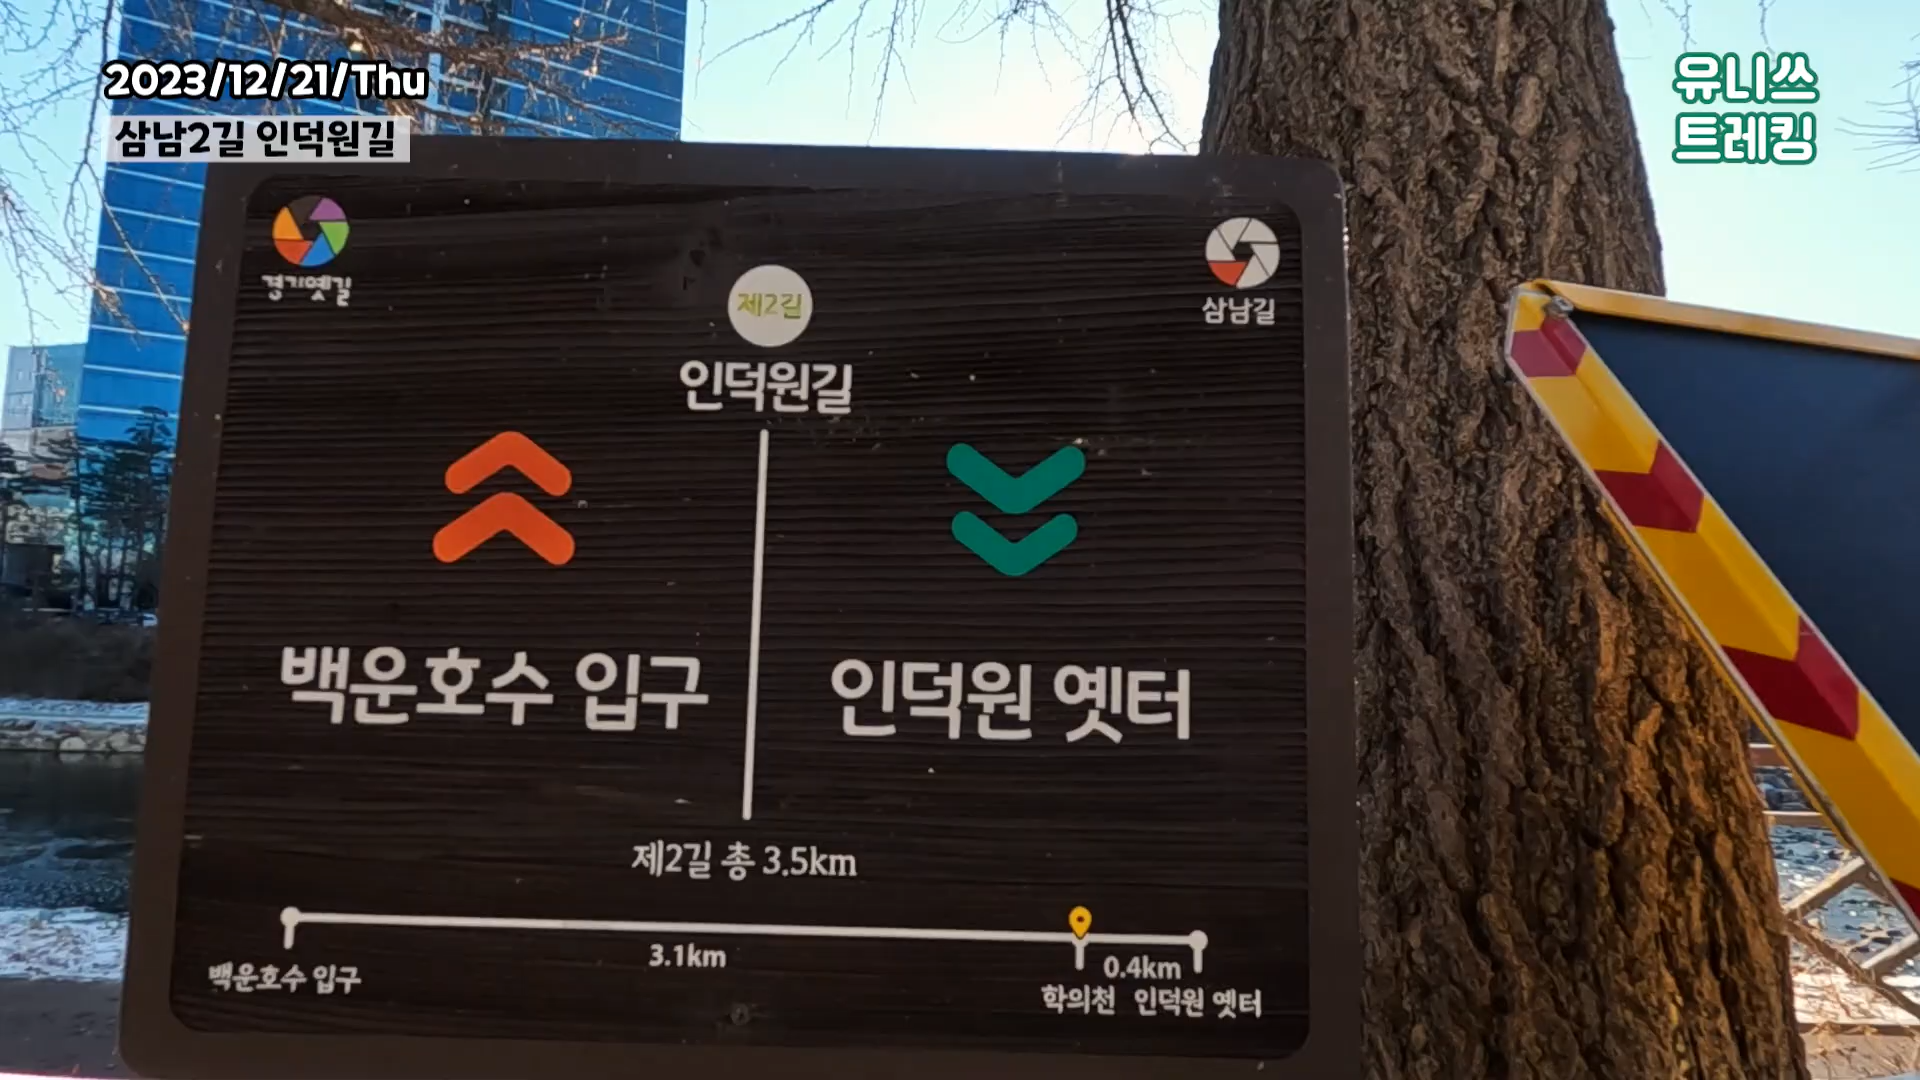 2023/12/21/Thu
삼남2길 인덕원길
유니쓰
트레킹
경기옛길
제2길
삼남길
인덕원길
백운호수 입구
인덕원 옛터
제2길 총 3.5km
3.1km
0.4km
백운호수 입구
학의천
인덕원 옛터